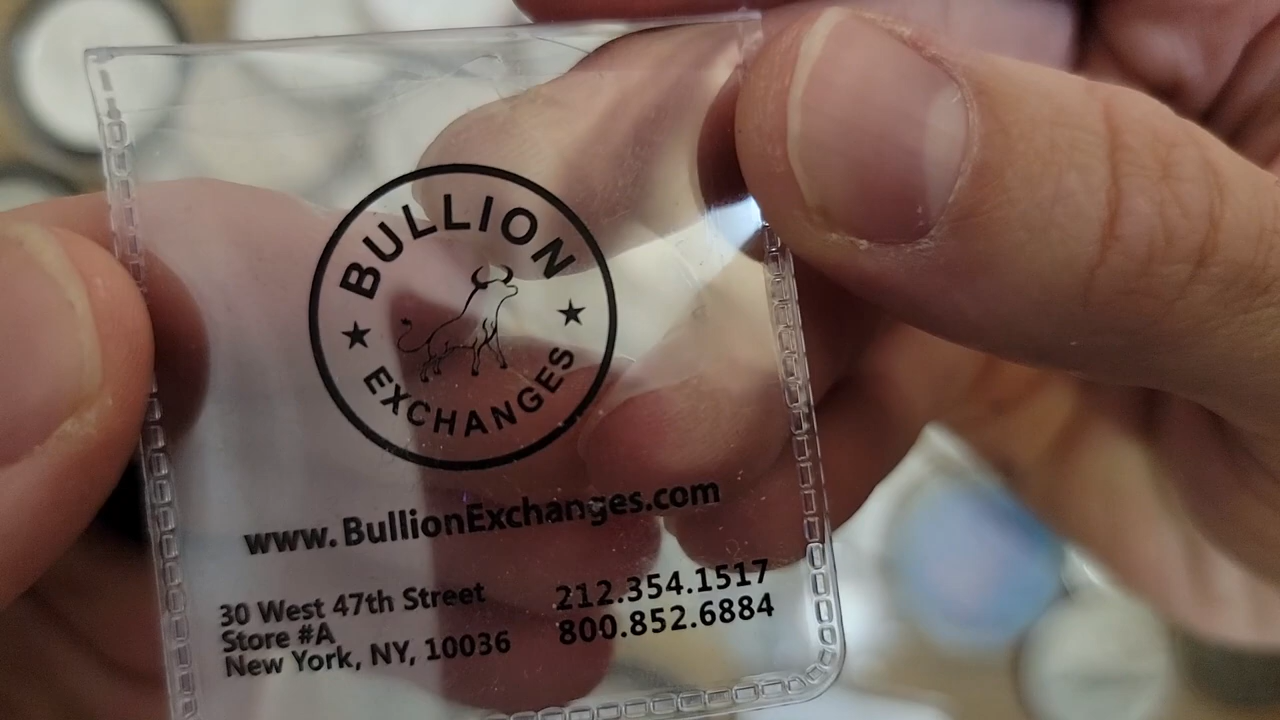 BULLION
EXCHANGES
www.BullionExchanges.com
30 West 47th Street
Store #A
New York, NY, 10036
212.354.1517
800.852.6884